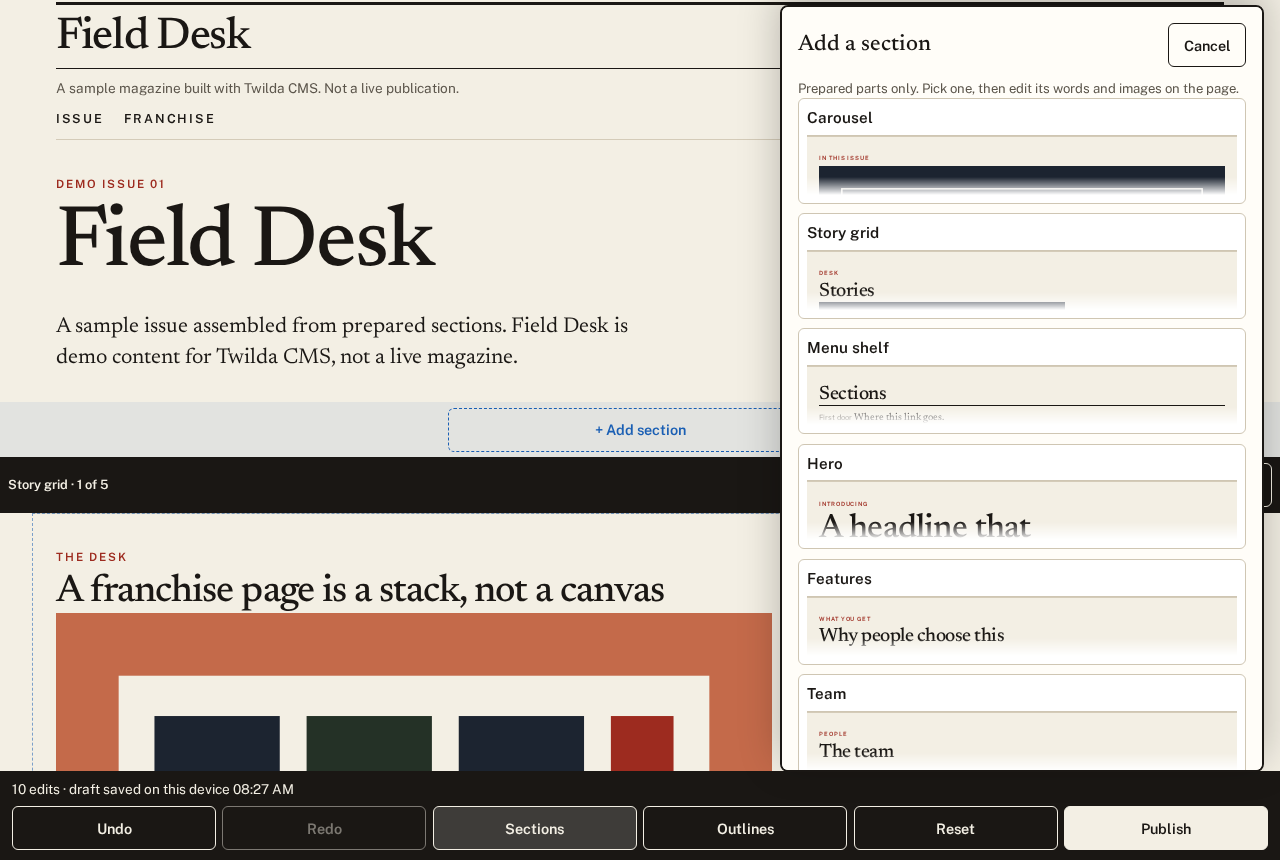 Field Desk
A sample magazine built with Twilda CMS. Not a live publication.
ISSUE FRANCHISE
DEMO ISSUE 01
Field Desk
A sample issue assembled from prepared sections. Field Desk is
demo content for Twilda CMS, not a live magazine.
+ Add section
Story grid · 1 of 5
THE DESK
A franchise page is a stack, not a canvas
Add a section
Cancel
Prepared parts only. Pick one, then edit its words and images on the page.
Carousel
IN THIS ISSUE
Story grid
DESK
Stories
Menu shelf
Sections
First door Where this link goes.
Hero
INTRODUCING
A headline that
Features
WHAT YOU GET
Why people choose this
Team
PEOPLE
The team
10 edits · draft saved on this device 08:27 AM
Undo
Redo
Sections
Outlines
Reset
Publish